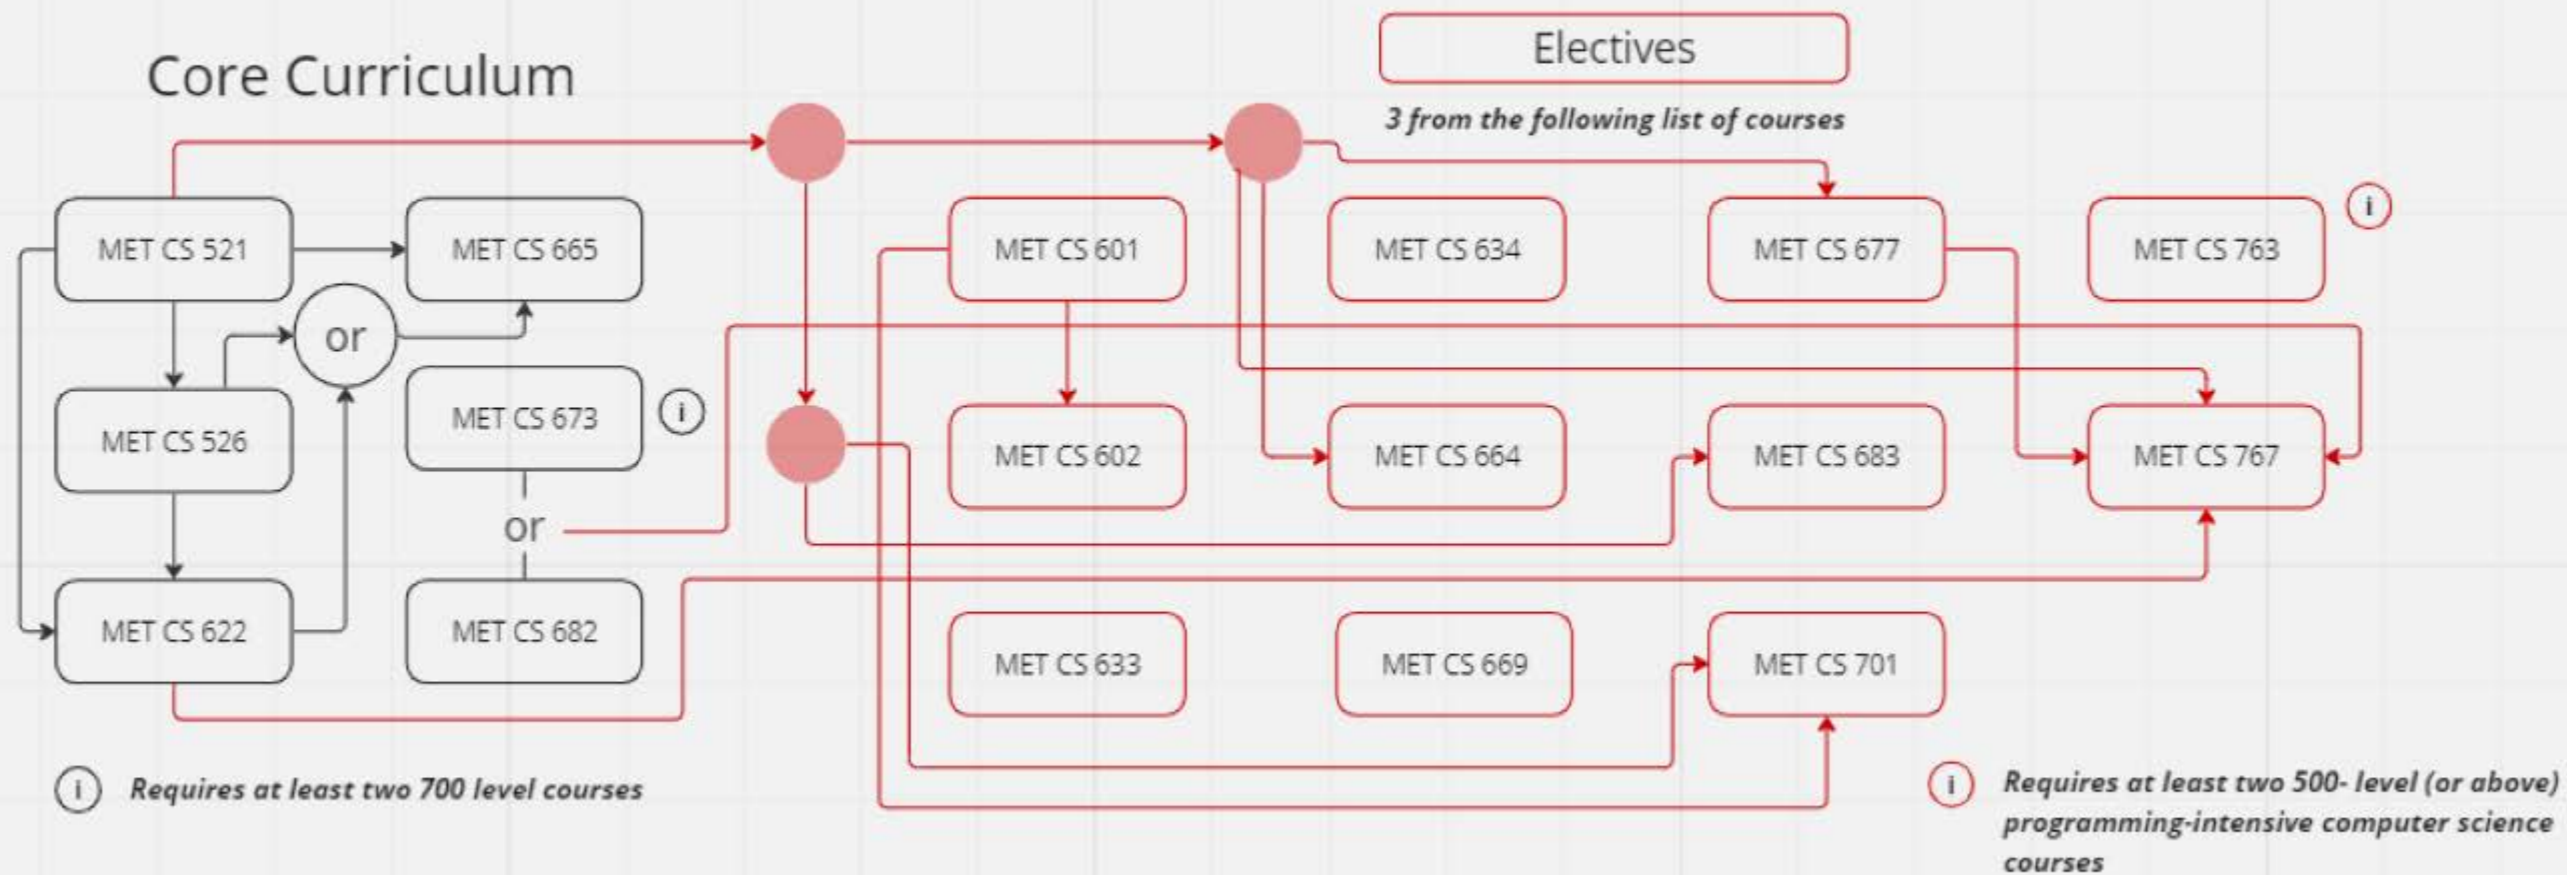 Electives
Core Curriculum
3 from the following list of courses
MET CS 521
MET CS 665
MET CS 601
MET CS 634
MET CS 677
MET CS 763
i
or
MET CS 526
MET CS 673
i
MET CS 602
MET CS 664
MET CS 683
MET CS 767
or
MET CS 622
MET CS 682
MET CS 633
MET CS 669
MET CS 701
i
Requires at least two 700 level courses
i
Requires at least two 500- level (or above)
programming-intensive computer science
courses